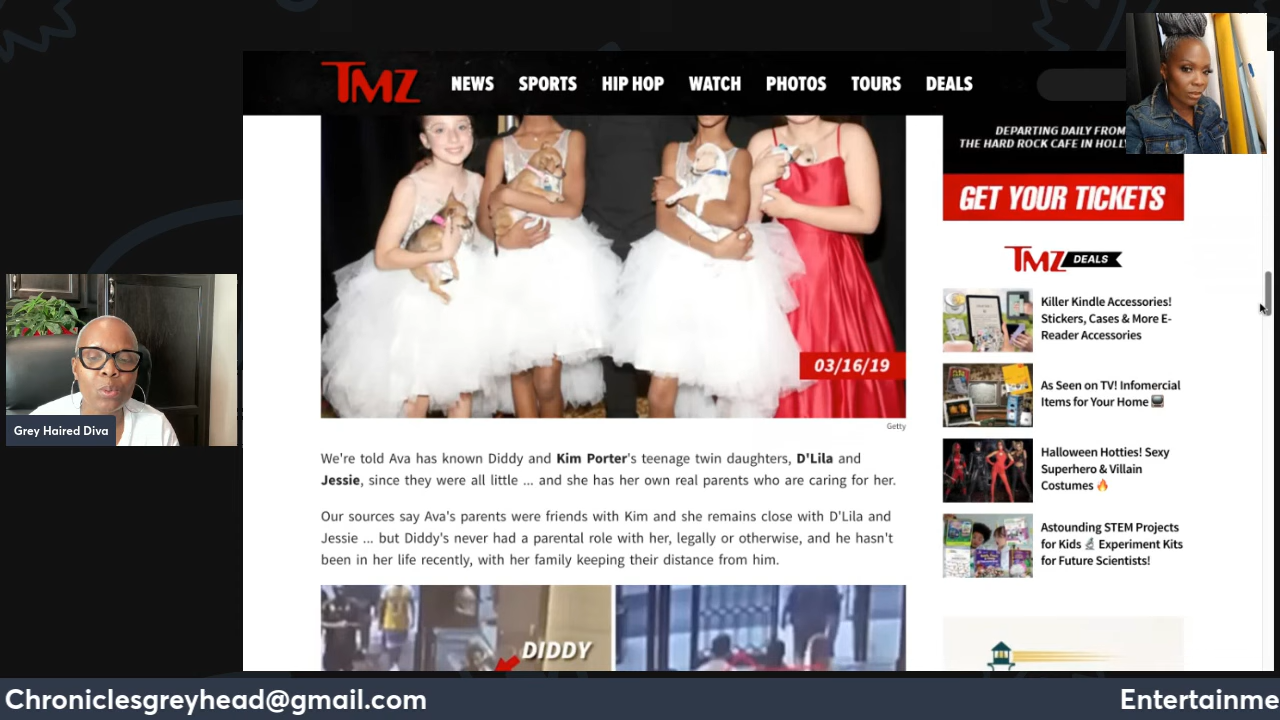 TMZ NEWS SPORTS HIP HOP WATCH PHOTOS TOURS DEALS
DEPARTING DAILY FROM
THE HARD ROCK CAFE IN HOLLY
GET YOUR TICKETS
TMZ DEALS
Killer Kindle Accessories!
Stickers, Cases & More E-
Reader Accessories
As Seen on TV! Infomercial
Items for Your Home 📺
Halloween Hotties! Sexy
Superhero & Villain
Costumes 🔥
Astounding STEM Projects
for Kids 🔬 Experiment Kits
for Future Scientists!
03/16/19
Getty
We're told Ava has known Diddy and Kim Porter's teenage twin daughters, D'Lila and
Jessie, since they were all little ... and she has her own real parents who are caring for her.
Our sources say Ava's parents were friends with Kim and she remains close with D'Lila and
Jessie ... but Diddy's never had a parental role with her, legally or otherwise, and he hasn't
been in her life recently, with her family keeping their distance from him.
DIDDY
Grey Haired Diva
Chroniclesgreyhead@gmail.com
Entertainme